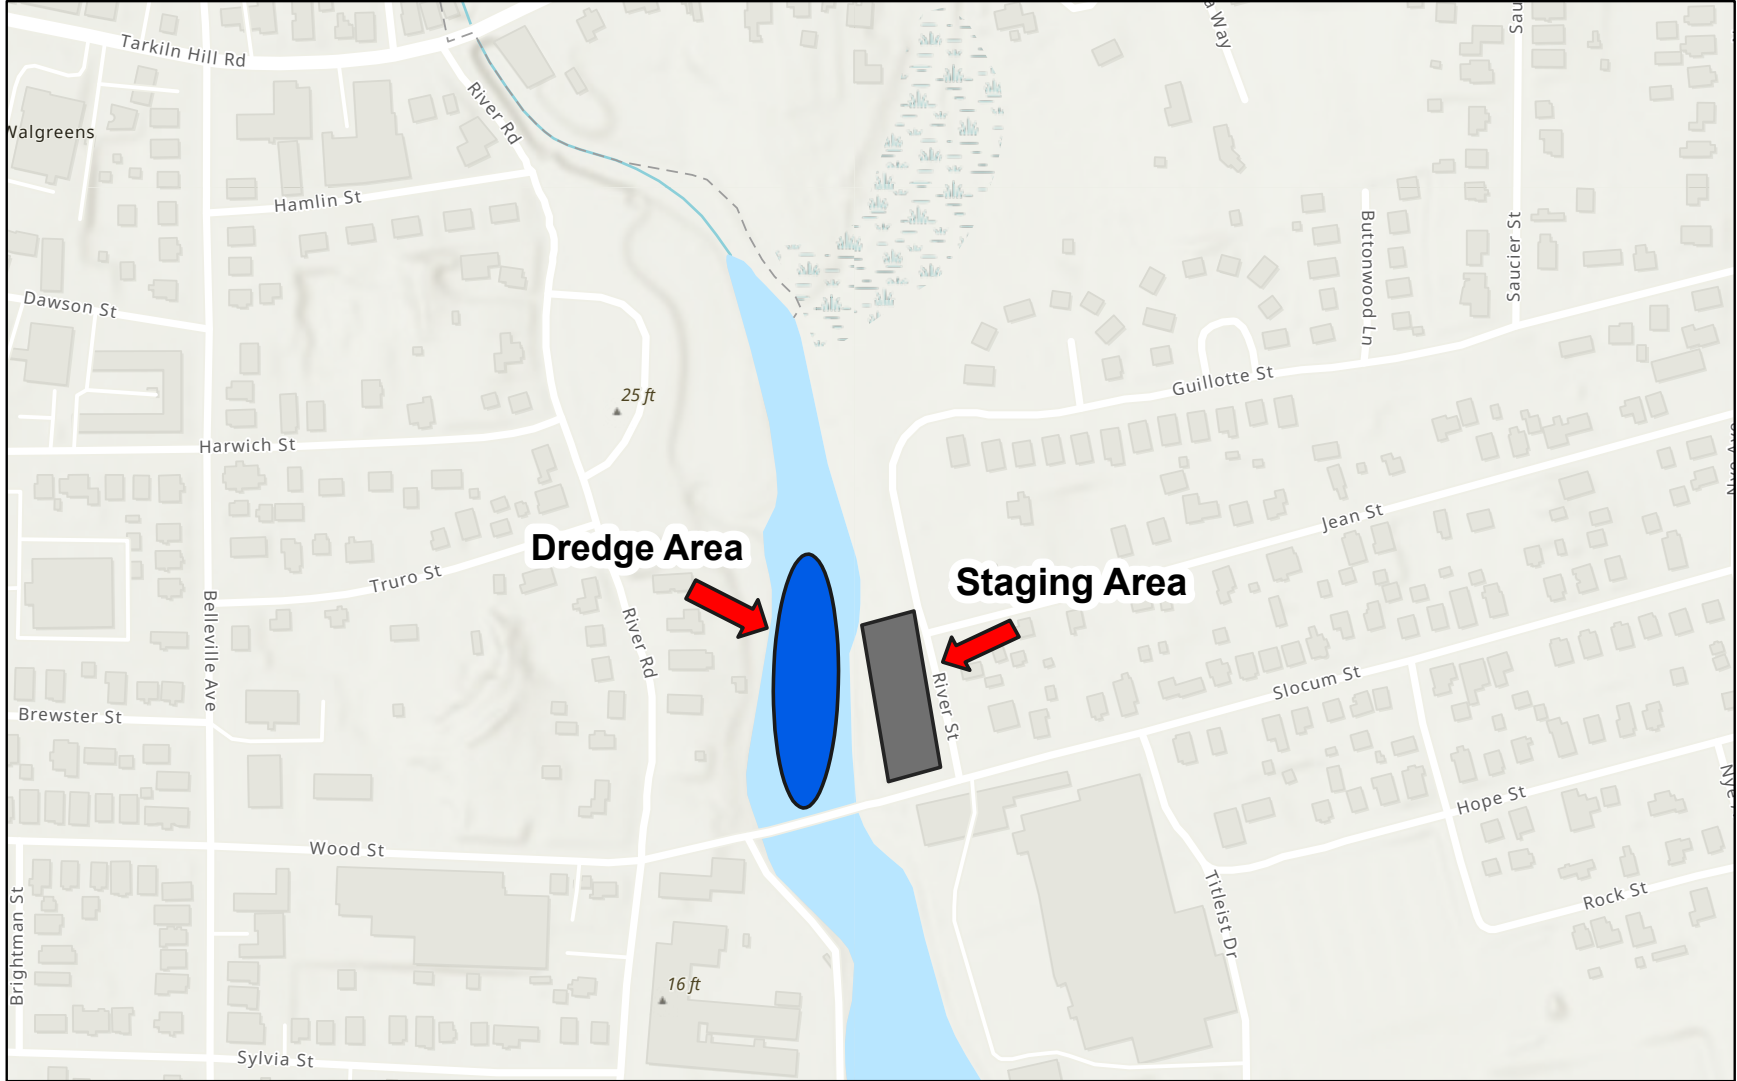 Tarkiln Hill Rd
a Way
River Rd
Walgreens
Hamlin St
Buttonwood Ln
Saucier St
Dawson St
Guillotte St
25 ft
Harwich St
Jean St
Dredge Area
Staging Area
Truro St
Belleville Ave
River Rd
River St
Slocum St
Brewster St
Hope St
Wood St
Titleist Dr
Rock St
Brightman St
16 ft
Sylvia St